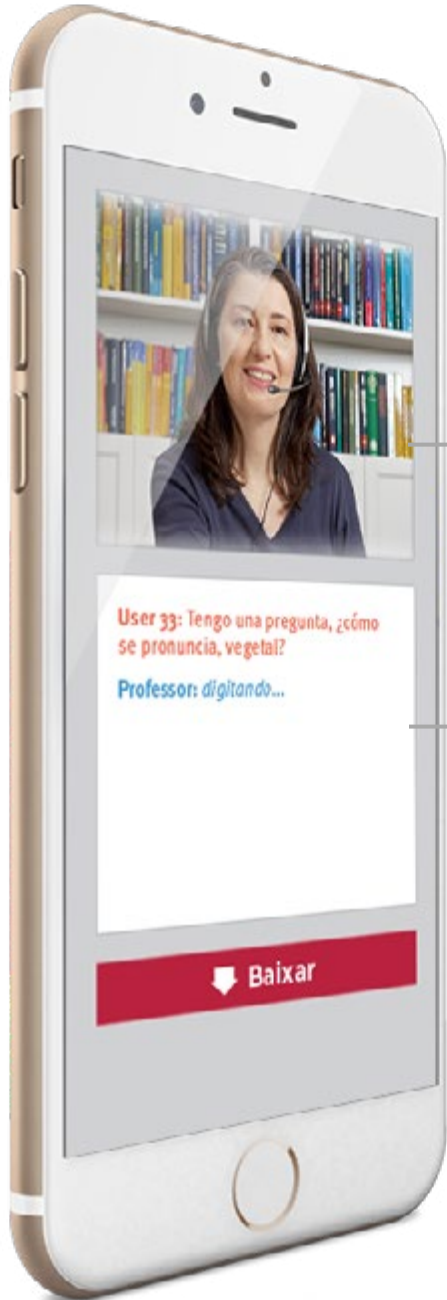 User 33: Tengo una pregunta, ¿cómo
se pronuncia, vegetal?
Professor: digitando...
Baixar